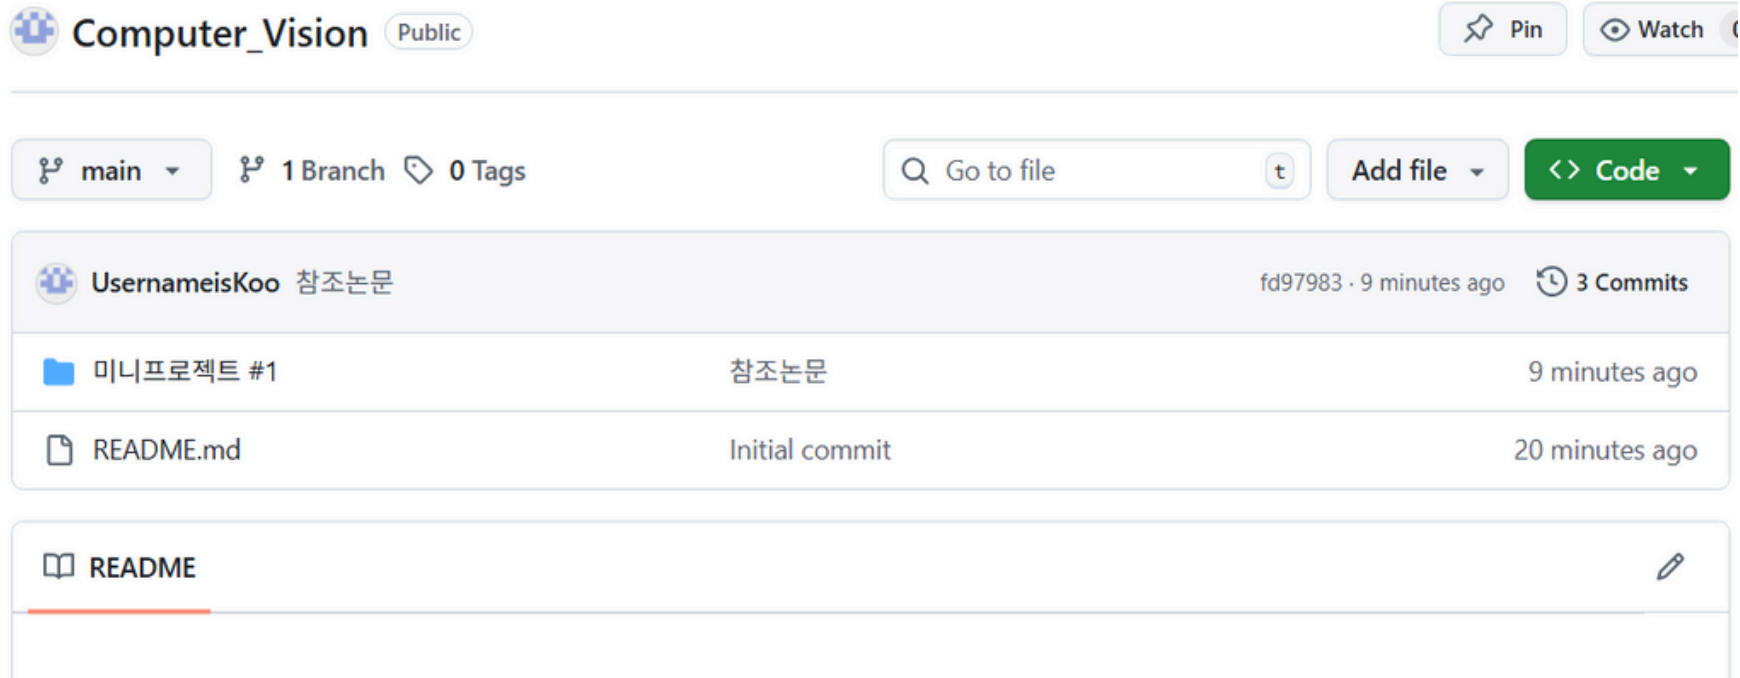 Computer_Vision Public Pin Watch
main 1 Branch 0 Tags Go to file t Add file Code
UsernameisKoo 참조논문 fd97983 · 9 minutes ago 3 Commits
미니프로젝트 #1 참조논문 9 minutes ago
README.md Initial commit 20 minutes ago
README